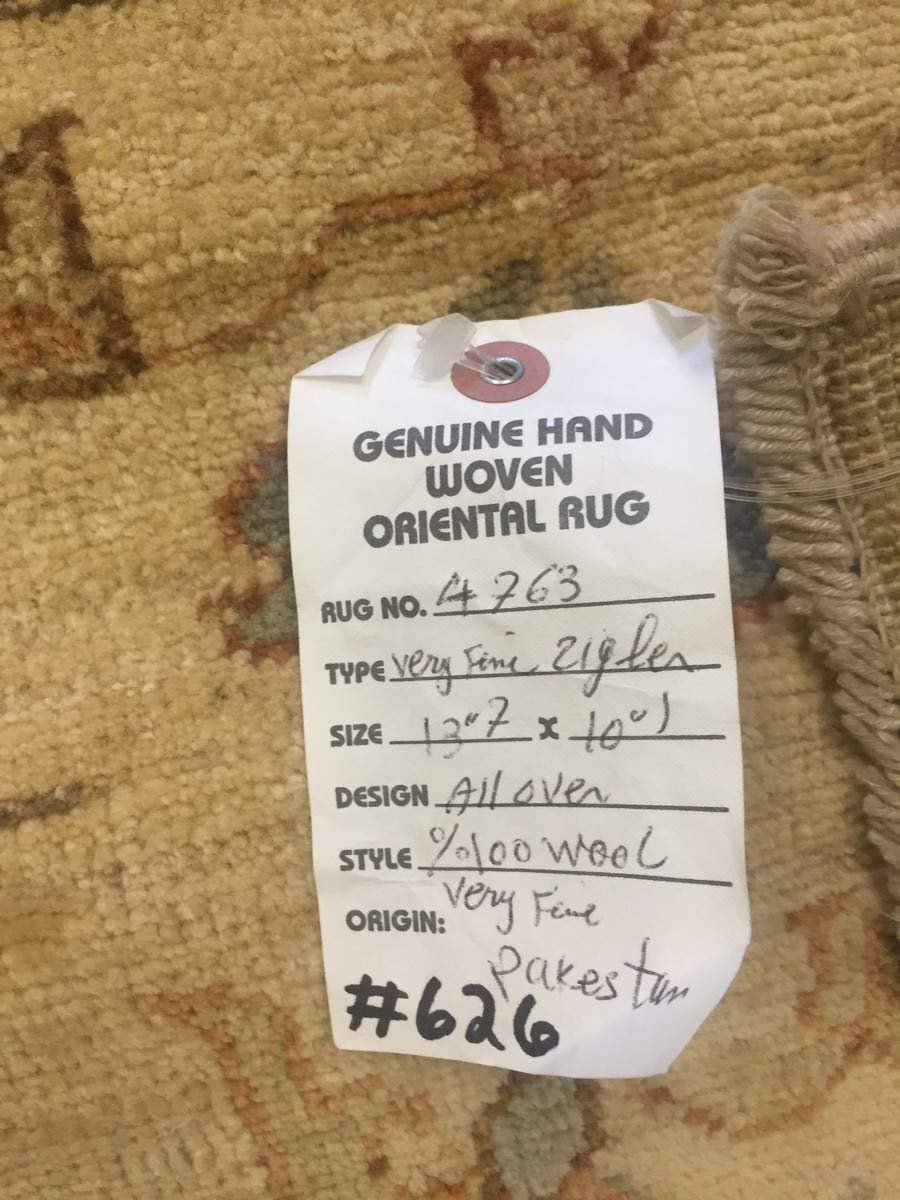 GENUINE HAND
WOVEN
ORIENTAL RUG
RUG NO. 4763
TYPE very Fine zigler
SIZE 13"7 x 10"1
DESIGN All over
STYLE %100 wool
very Fine
ORIGIN: Pakestan
#626